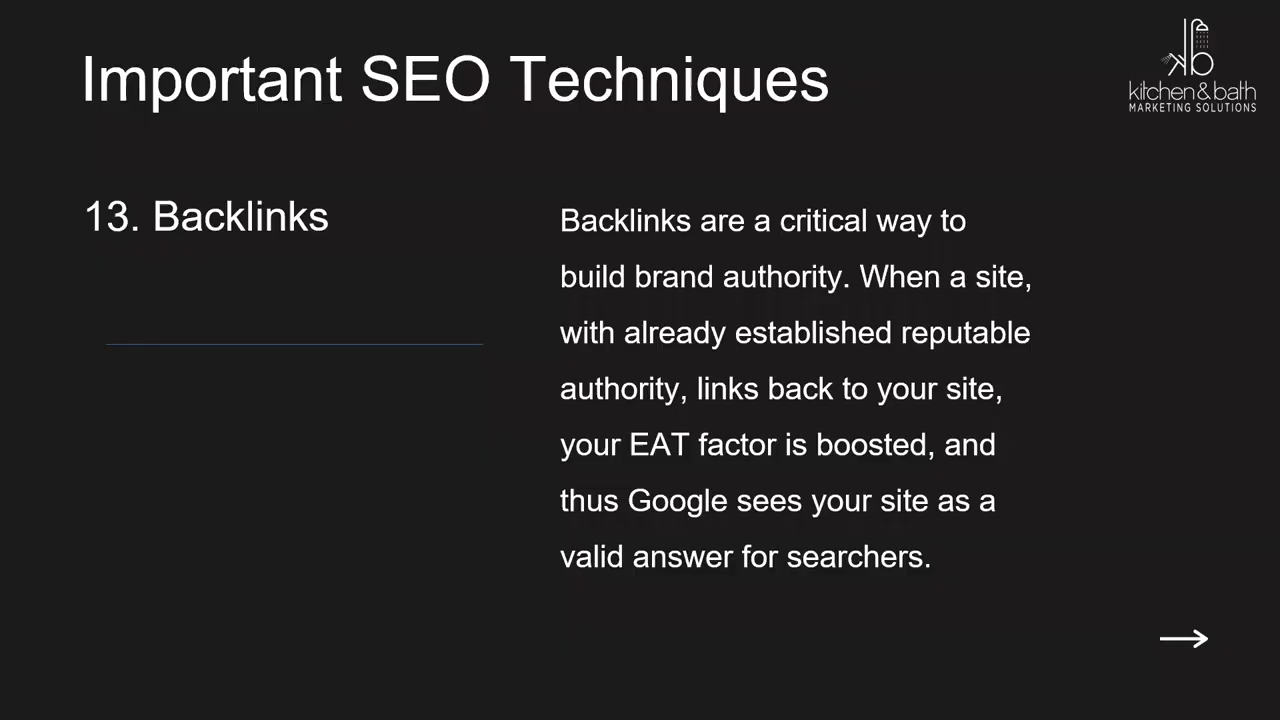 Important SEO Techniques
kb
kitchen & bath
MARKETING SOLUTIONS
13. Backlinks
Backlinks are a critical way to
build brand authority. When a site,
with already established reputable
authority, links back to your site,
your EAT factor is boosted, and
thus Google sees your site as a
valid answer for searchers.